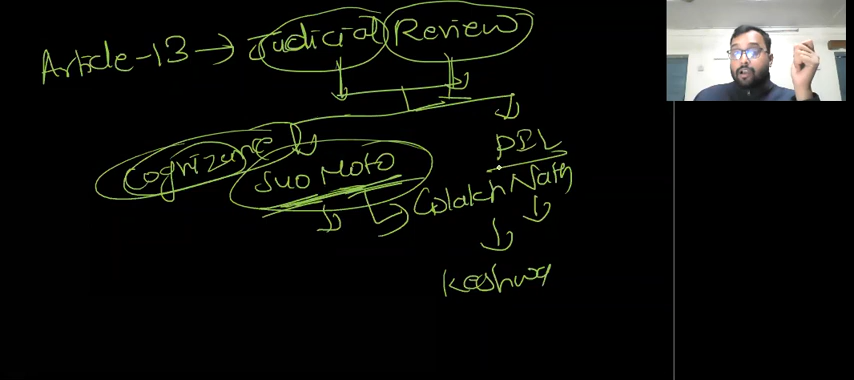 Article-13 → Judicial Review
Cognizance
Suo Moto
PIL
Golakh Nath
Keshva